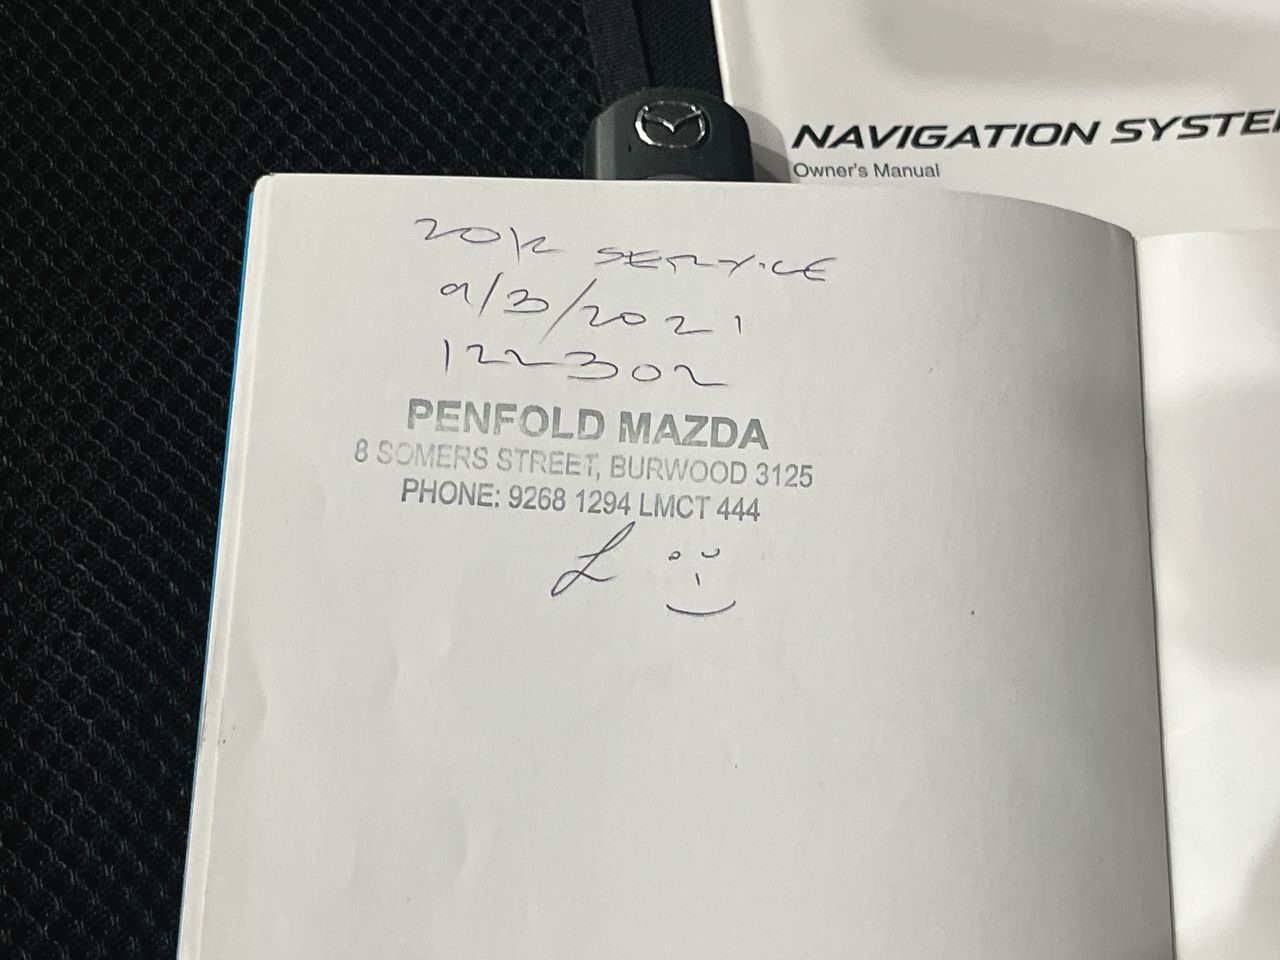 NAVIGATION SYSTEM
Owner's Manual
20K SERVICE
9/3/2021
122302
PENFOLD MAZDA
8 SOMERS STREET, BURWOOD 3125
PHONE: 9268 1294 LMCT 444
L